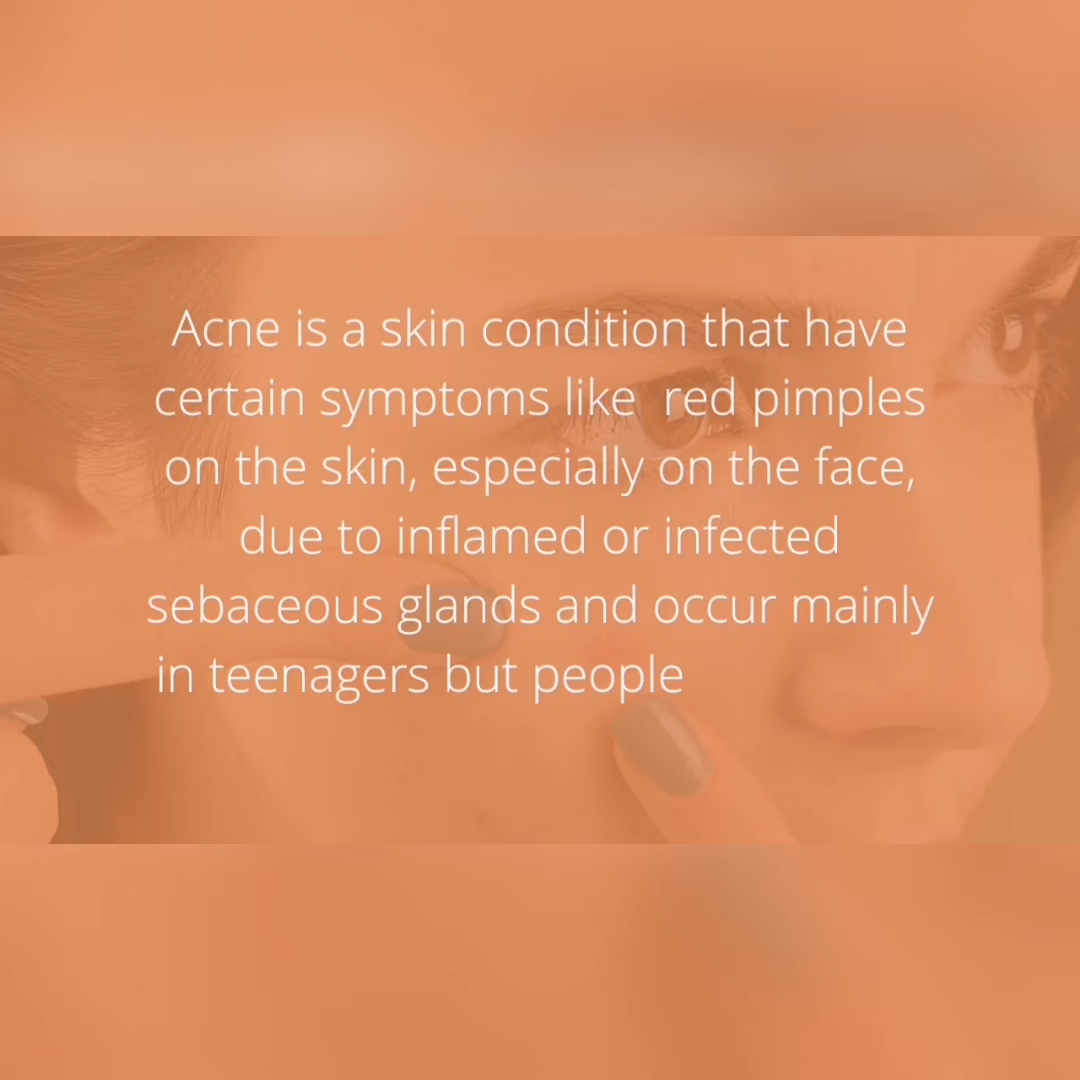 Acne is a skin condition that have
certain symptoms like  red pimples
on the skin, especially on the face,
due to inflamed or infected
sebaceous glands and occur mainly
in teenagers but people